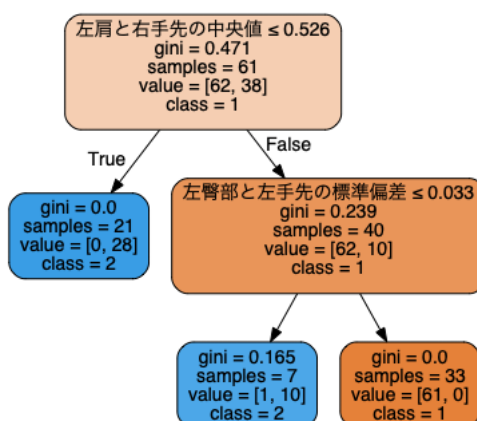 左肩と右手先の中央値 ≤ 0.526
gini = 0.471
samples = 61
value = [62, 38]
class = 1
True
False
gini = 0.0
samples = 21
value = [0, 28]
class = 2
左臀部と左手先の標準偏差 ≤ 0.033
gini = 0.239
samples = 40
value = [62, 10]
class = 1
gini = 0.165
samples = 7
value = [1, 10]
class = 2
gini = 0.0
samples = 33
value = [61, 0]
class = 1